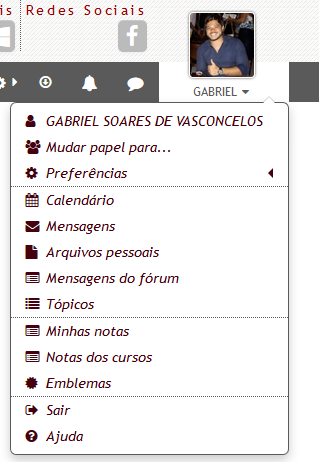 is Redes Sociais
GABRIEL
GABRIEL SOARES DE VASCONCELOS
Mudar papel para...
Preferências
Calendário
Mensagens
Arquivos pessoais
Mensagens do fórum
Tópicos
Minhas notas
Notas dos cursos
Emblemas
Sair
Ajuda